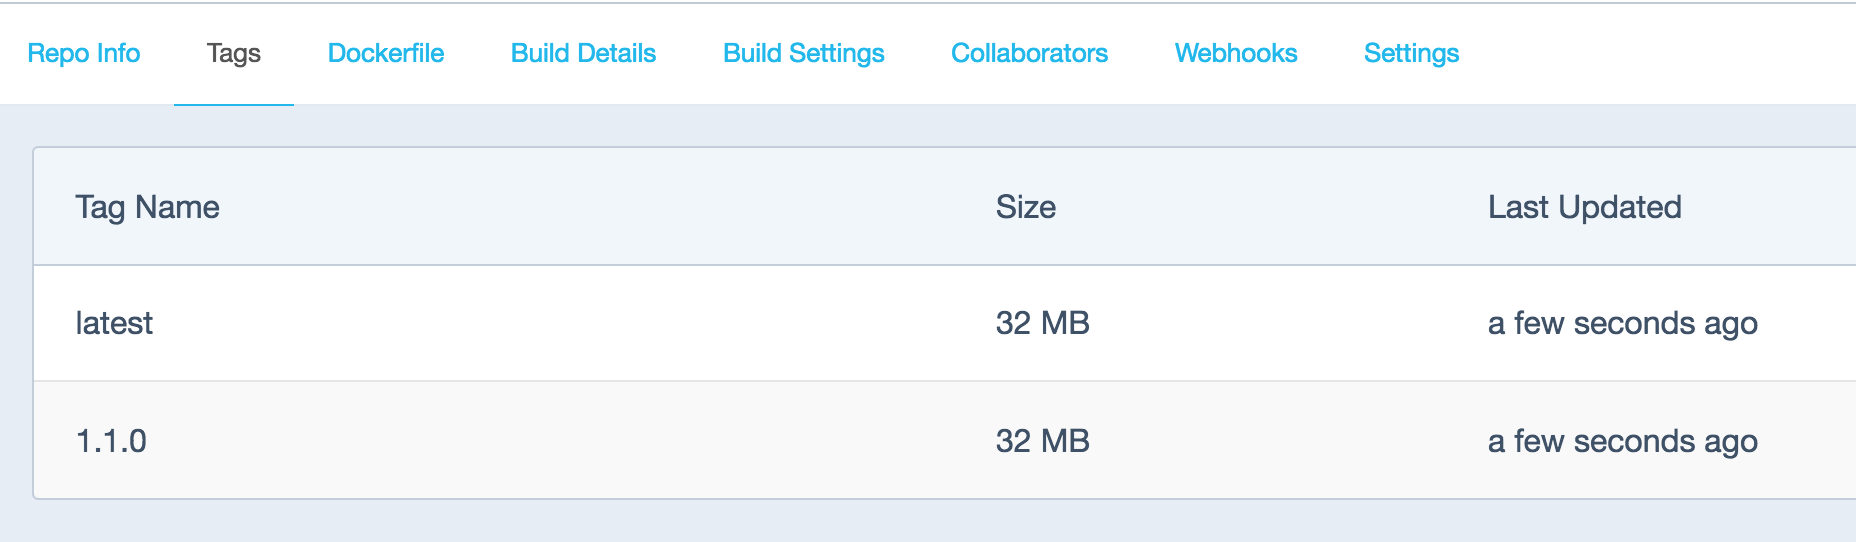 Repo Info Tags Dockerfile Build Details Build Settings Collaborators Webhooks Settings
Tag Name Size Last Updated
latest 32 MB a few seconds ago
1.1.0 32 MB a few seconds ago